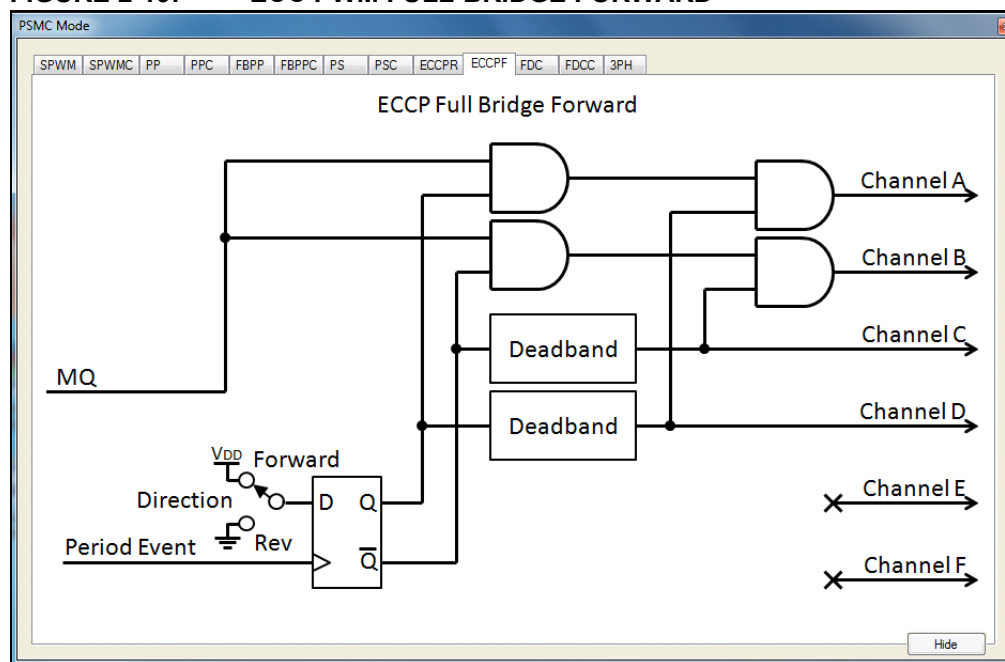 PSMC Mode
SPWM SPWMC PP PPC FBPP FBPPC PS PSC ECCPR ECCPF FDC FDCC 3PH
ECCP Full Bridge Forward
Channel A
Channel B
Deadband
Channel C
MQ
Deadband
Channel D
VDD Forward
Direction
D Q
Channel E
Rev
Period Event
Q
Channel F
Hide